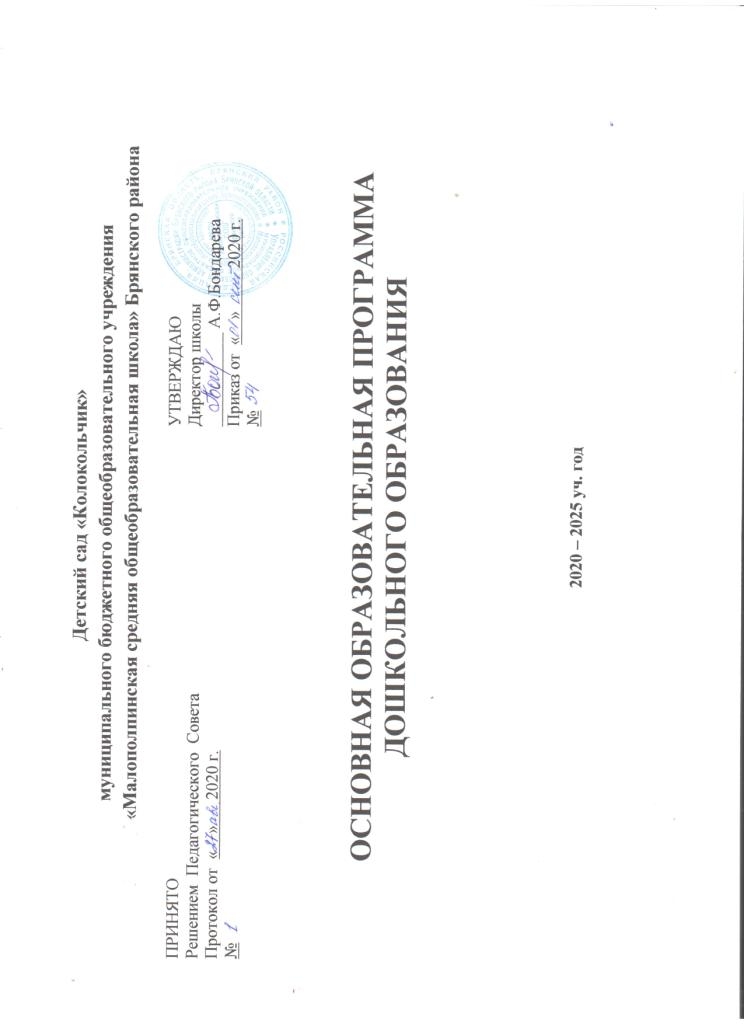 Детский сад «Колокольчик»
муниципального бюджетного общеобразовательного учреждения
«Малополпинская средняя общеобразовательная школа» Брянского района
ПРИНЯТО
Решением Педагогического Совета
Протокол от «27» авг 2020 г.
№ 1
УТВЕРЖДАЮ
Директор школы
А.Ф.Бондарева
Приказ от «01» сент 2020 г.
№ 54
ОСНОВНАЯ ОБРАЗОВАТЕЛЬНАЯ ПРОГРАММА
ДОШКОЛЬНОГО ОБРАЗОВАНИЯ
2020 – 2025 уч. год